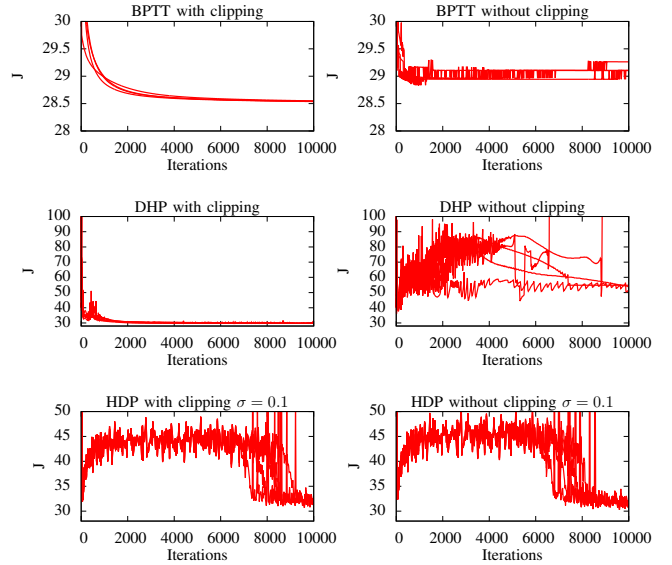 BPTT with clipping
BPTT without clipping
30
29.5
29
28.5
28
J
0 2000 4000 6000 8000 10000
Iterations
30
29.5
29
28.5
28
J
0 2000 4000 6000 8000 10000
Iterations
DHP with clipping
DHP without clipping
100
90
80
70
60
50
40
30
J
0 2000 4000 6000 8000 10000
Iterations
100
90
80
70
60
50
40
30
J
0 2000 4000 6000 8000 10000
Iterations
HDP with clipping σ = 0.1
HDP without clipping σ = 0.1
50
45
40
35
30
J
0 2000 4000 6000 8000 10000
Iterations
50
45
40
35
30
J
0 2000 4000 6000 8000 10000
Iterations